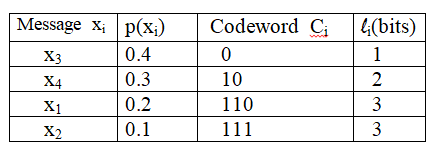 Message xᵢ p(xᵢ) Codeword Cᵢ ℓᵢ(bits)
x₃ 0.4 0 1
x₄ 0.3 10 2
x₁ 0.2 110 3
x₂ 0.1 111 3